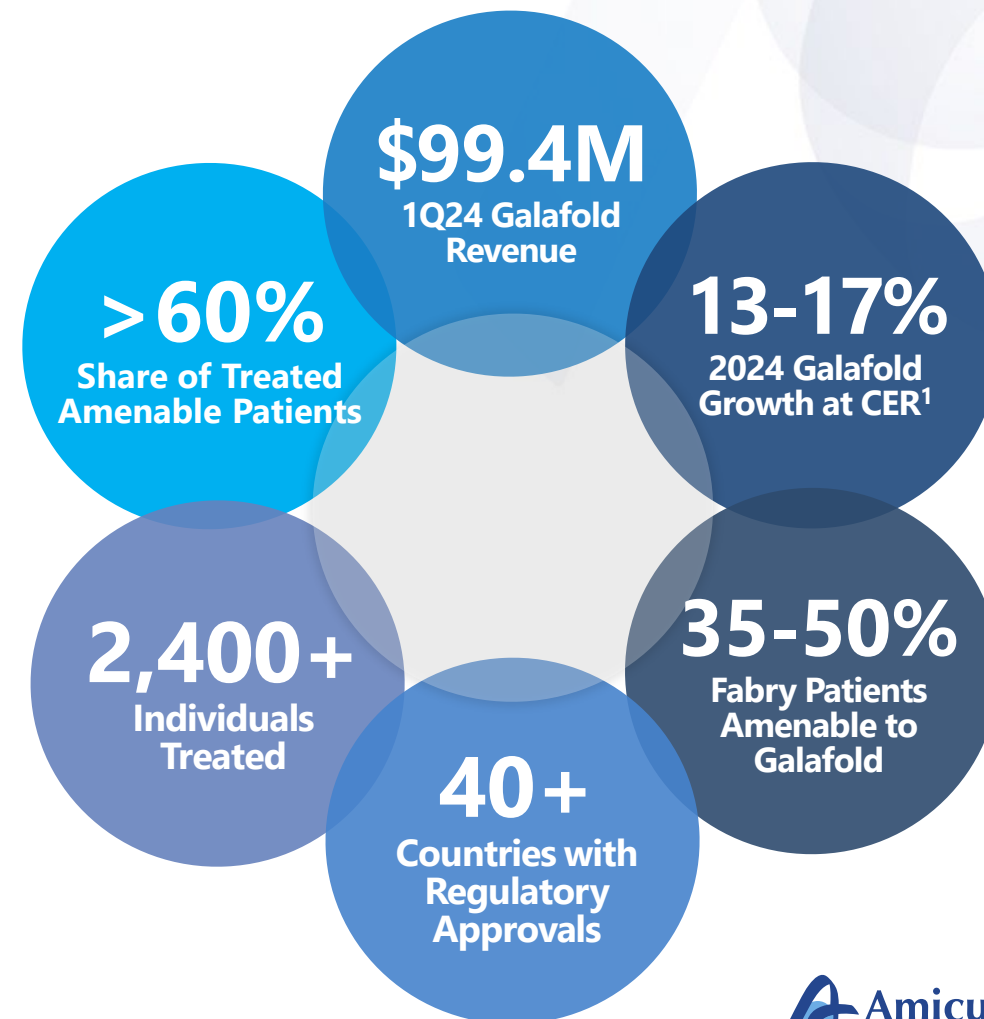 $99.4M
1Q24 Galafold
Revenue
>60%
Share of Treated
Amenable Patients
13-17%
2024 Galafold
Growth at CER¹
2,400+
Individuals
Treated
35-50%
Fabry Patients
Amenable to
Galafold
40+
Countries with
Regulatory
Approvals
Amicu